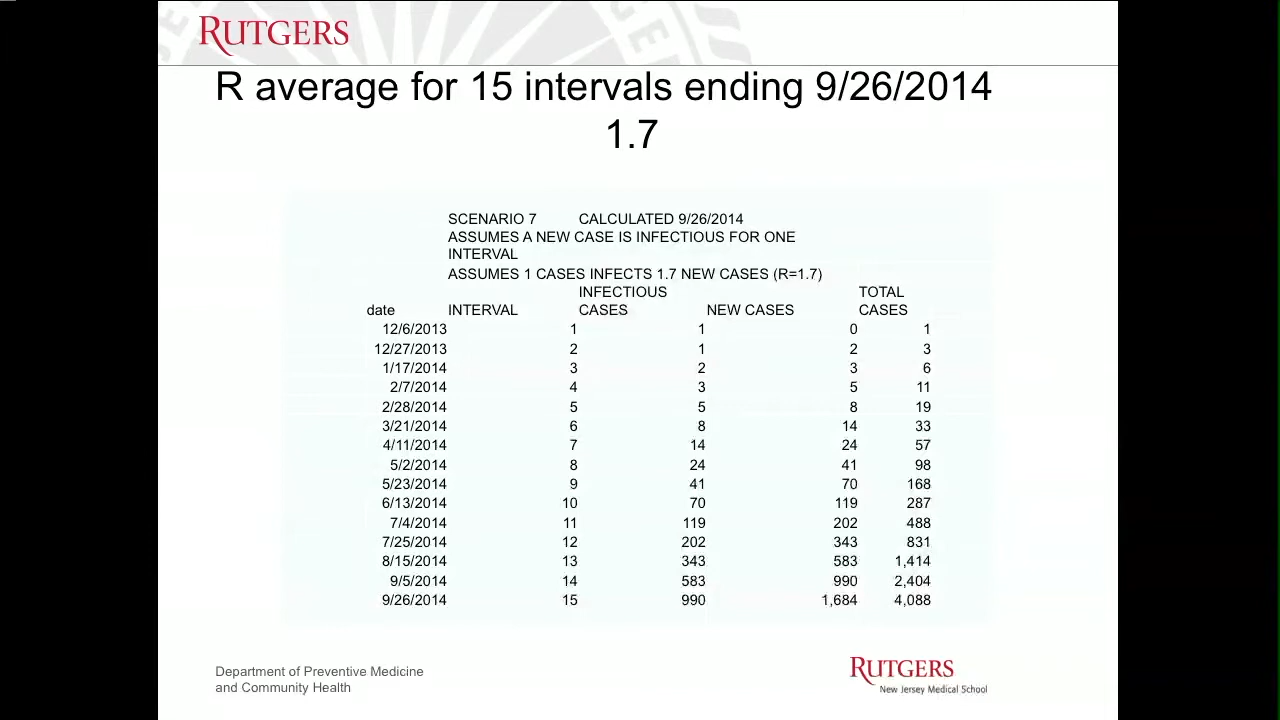 RUTGERS
R average for 15 intervals ending 9/26/2014
1.7
SCENARIO 7 CALCULATED 9/26/2014
ASSUMES A NEW CASE IS INFECTIOUS FOR ONE
INTERVAL
ASSUMES 1 CASES INFECTS 1.7 NEW CASES (R=1.7)
INFECTIOUS TOTAL
date INTERVAL CASES NEW CASES CASES
12/6/2013 1 1 0 1
12/27/2013 2 1 2 3
1/17/2014 3 2 3 6
2/7/2014 4 3 5 11
2/28/2014 5 5 8 19
3/21/2014 6 8 14 33
4/11/2014 7 14 24 57
5/2/2014 8 24 41 98
5/23/2014 9 41 70 168
6/13/2014 10 70 119 287
7/4/2014 11 119 202 488
7/25/2014 12 202 343 831
8/15/2014 13 343 583 1,414
9/5/2014 14 583 990 2,404
9/26/2014 15 990 1,684 4,088
Department of Preventive Medicine
and Community Health
RUTGERS
New Jersey Medical School